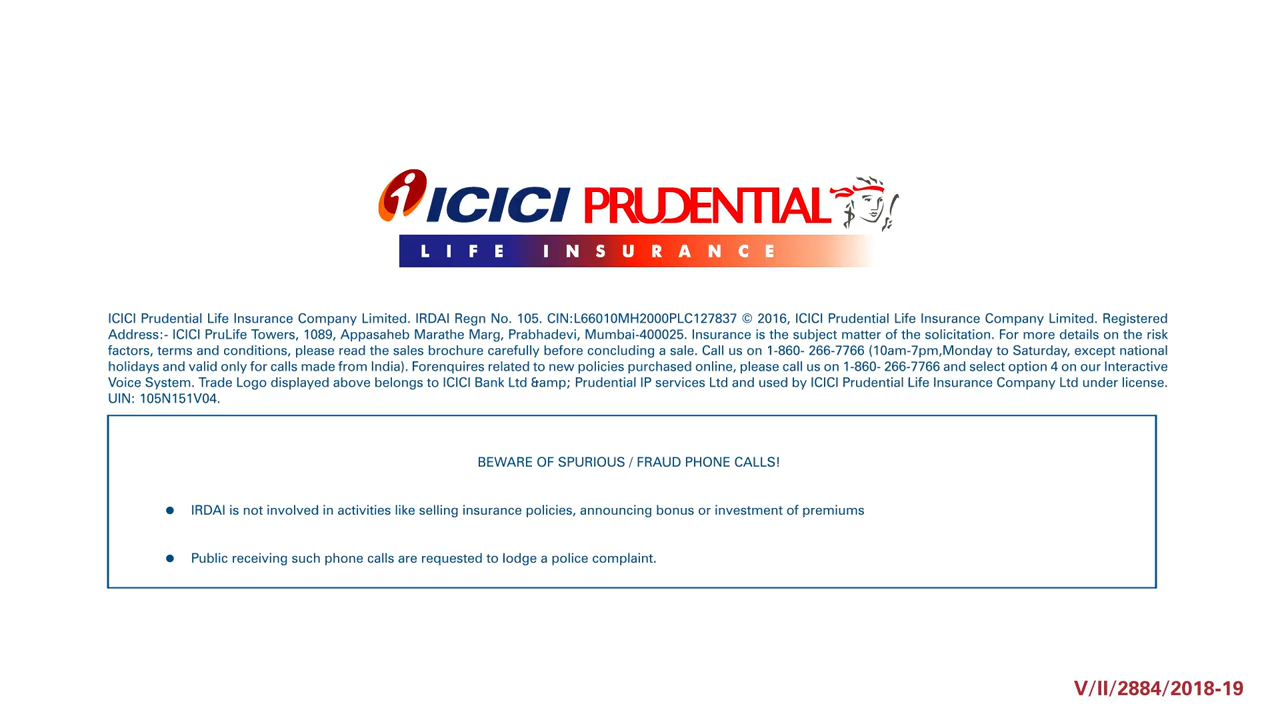 ICICI PRUDENTIAL
LIFE INSURANCE
ICICI Prudential Life Insurance Company Limited. IRDAI Regn No. 105. CIN:L66010MH2000PLC127837 © 2016, ICICI Prudential Life Insurance Company Limited. Registered
Address:- ICICI PruLife Towers, 1089, Appasaheb Marathe Marg, Prabhadevi, Mumbai-400025. Insurance is the subject matter of the solicitation. For more details on the risk
factors, terms and conditions, please read the sales brochure carefully before concluding a sale. Call us on 1-860- 266-7766 (10am-7pm,Monday to Saturday, except national
holidays and valid only for calls made from India). Forenquires related to new policies purchased online, please call us on 1-860- 266-7766 and select option 4 on our Interactive
Voice System. Trade Logo displayed above belongs to ICICI Bank Ltd &amp; Prudential IP services Ltd and used by ICICI Prudential Life Insurance Company Ltd under license.
UIN: 105N151V04.
BEWARE OF SPURIOUS / FRAUD PHONE CALLS!
● IRDAI is not involved in activities like selling insurance policies, announcing bonus or investment of premiums
● Public receiving such phone calls are requested to lodge a police complaint.
V/II/2884/2018-19